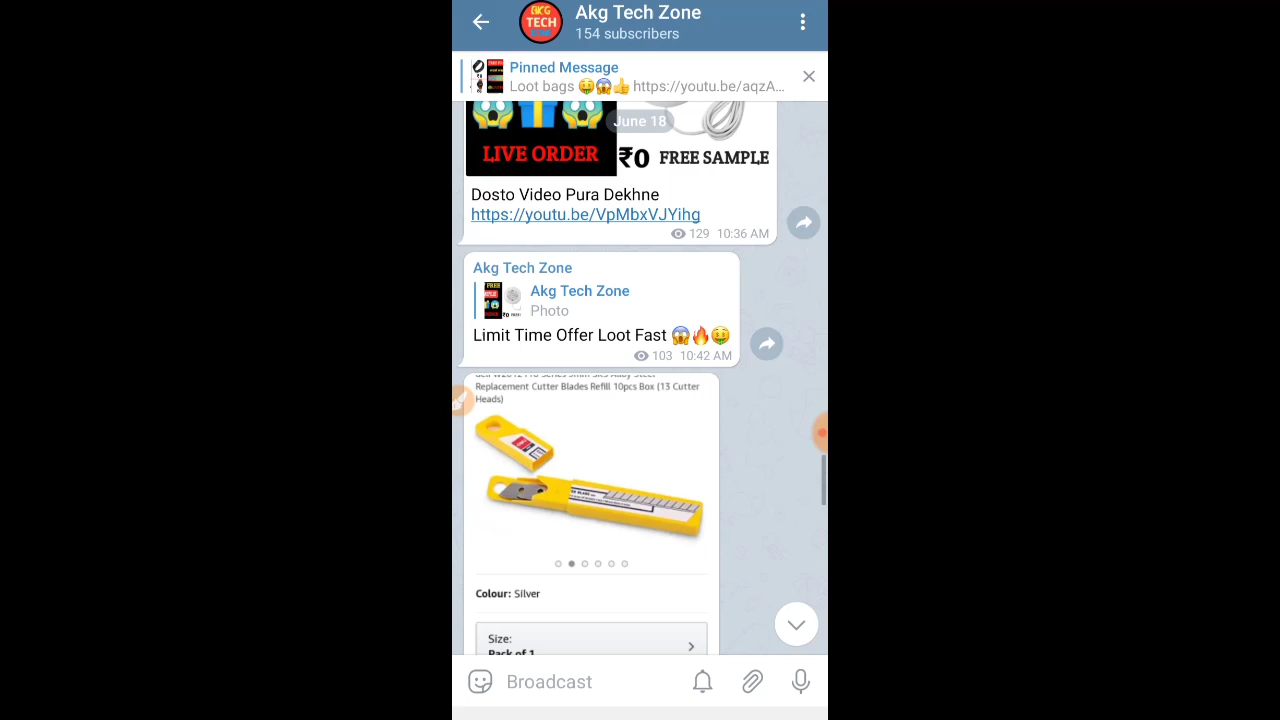 AKG
TECH
Akg Tech Zone
154 subscribers
Pinned Message
Loot bags 🤑😱👍 https://youtu.be/aqzA...
June 18
LIVE ORDER
₹0 FREE SAMPLE
Dosto Video Pura Dekhne
https://youtu.be/VpMbxVJYihg
129 10:36 AM
Akg Tech Zone
Akg Tech Zone
Photo
Limit Time Offer Loot Fast 😱🔥🤑
103 10:42 AM
Replacement Cutter Blades Refill 10pcs Box (13 Cutter
Heads)
Colour: Silver
Size:
Pack of 1
Broadcast